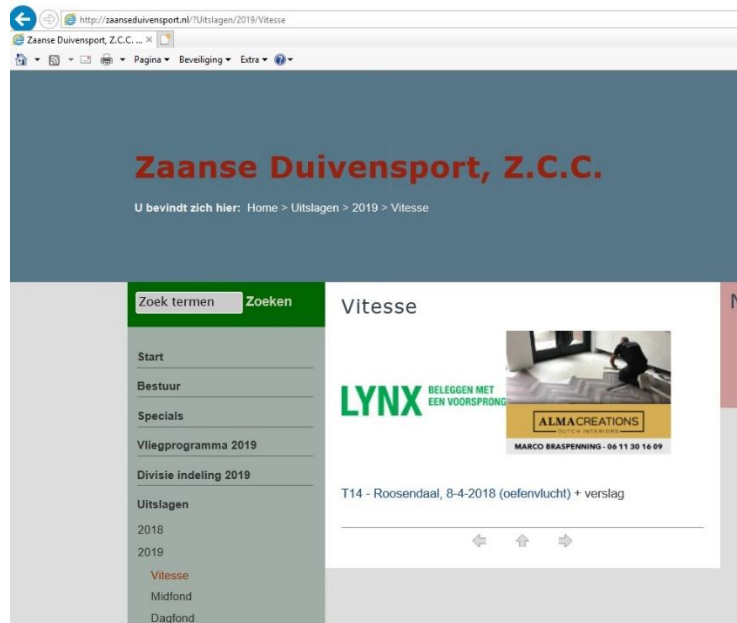 http://zaanseduivensport.nl/?Uitslagen/2019/Vitesse
Zaanse Duivensport, Z.C.C. ...
Pagina Beveiliging Extra
Zaanse Duivensport, Z.C.C.
U bevindt zich hier: Home > Uitslagen > 2019 > Vitesse
Zoek termen Zoeken
Start
Bestuur
Specials
Vliegprogramma 2019
Divisie indeling 2019
Uitslagen
2018
2019
Vitesse
Midfond
Dagfond
Vitesse
LYNX BELEGGEN MET
EEN VOORSPRONG
ALMACREATIONS
DUTCH INTERIORS
MARCO BRASPENNING - 06 11 30 16 09
T14 - Roosendaal, 8-4-2018 (oefenvlucht) + verslag